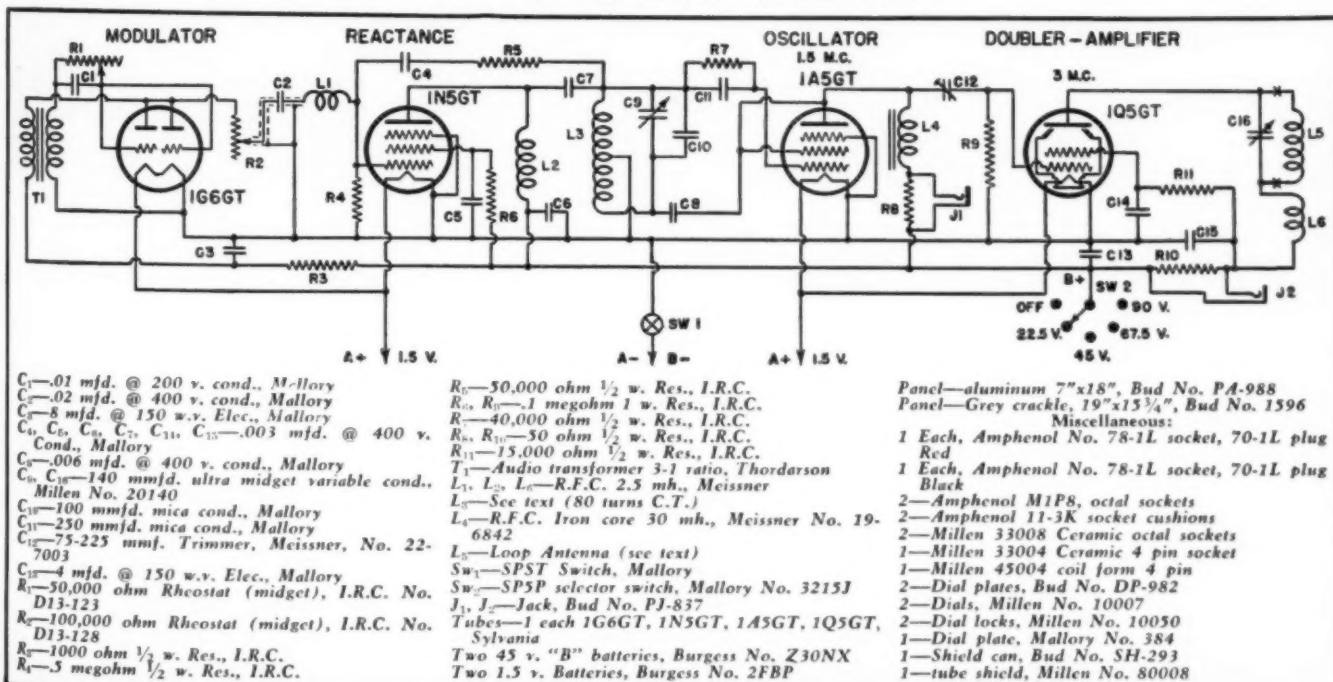 MODULATOR REACTANCE OSCILLATOR DOUBLER-AMPLIFIER
1.5 M.C.
3 M.C.
R1
C1
C2
L1
C4
R5
1N5GT
C7
C9
R7
C11
1A5GT
C12
1Q5GT
C16
R2
1G6GT
T1
R4
L2
L3
C10
L4
R9
L5
C5
R6
C6
C8
R8
J1
C14
R11
L6
C3
R3
C13
C15
B+
R10
SW 2
J2
SW 1
OFF
90 V.
22.5 V.
67.5 V.
45 V.
A+ 1.5 V.
A- B-
A+ 1.5 V.
C1—.01 mfd. @ 200 v. cond., Mallory
C2—.02 mfd. @ 400 v. cond., Mallory
C3—8 mfd. @ 150 w.v. Elec., Mallory
C4, C5, C6, C7, C14, C15—.003 mfd. @ 400 v.
Cond., Mallory
C8—.006 mfd. @ 400 v. cond., Mallory
C9, C16—140 mmfd. ultra midget variable cond.,
Millen No. 20140
C10—100 mmfd. mica cond., Mallory
C11—250 mmfd. mica cond., Mallory
C12—75-225 mmf. Trimmer, Meissner, No. 22-
7003
C13—4 mfd. @ 150 w.v. Elec., Mallory
R1—50,000 ohm Rheostat (midget), I.R.C. No.
D13-123
R2—100,000 ohm Rheostat (midget), I.R.C. No.
D13-128
R3—1000 ohm ½ w. Res., I.R.C.
R4—.5 megohm ½ w. Res., I.R.C.
R5—50,000 ohm ½ w. Res., I.R.C.
R6, R9—.1 megohm 1 w. Res., I.R.C.
R7—40,000 ohm ½ w. Res., I.R.C.
R8, R10—50 ohm ½ w. Res., I.R.C.
R11—15,000 ohm ½ w. Res., I.R.C.
T1—Audio transformer 3-1 ratio, Thordarson
L1, L2, L6—R.F.C. 2.5 mh., Meissner
L3—See text (80 turns C.T.)
L4—R.F.C. Iron core 30 mh., Meissner No. 19-
6842
L5—Loop Antenna (see text)
Sw1—SPST Switch, Mallory
Sw2—SP5P selector switch, Mallory No. 3215J
J1, J2—Jack, Bud No. PJ-837
Tubes—1 each 1G6GT, 1N5GT, 1A5GT, 1Q5GT,
Sylvania
Two 45 v. "B" batteries, Burgess No. Z30NX
Two 1.5 v. Batteries, Burgess No. 2FBP
Panel—aluminum 7"x18", Bud No. PA-988
Panel—Grey crackle, 19"x15¾", Bud No. 1596
Miscellaneous:
1 Each, Amphenol No. 78-1L socket, 70-1L plug
Red
1 Each, Amphenol No. 78-1L socket, 70-1L plug
Black
2—Amphenol M1P8, octal sockets
2—Amphenol 11-3K socket cushions
2—Millen 33008 Ceramic octal sockets
1—Millen 33004 Ceramic 4 pin socket
1—Millen 45004 coil form 4 pin
2—Dial plates, Bud No. DP-982
2—Dials, Millen No. 10007
2—Dial locks, Millen No. 10050
1—Dial plate, Mallory No. 384
1—Shield can, Bud No. SH-293
1—tube shield, Millen No. 80008